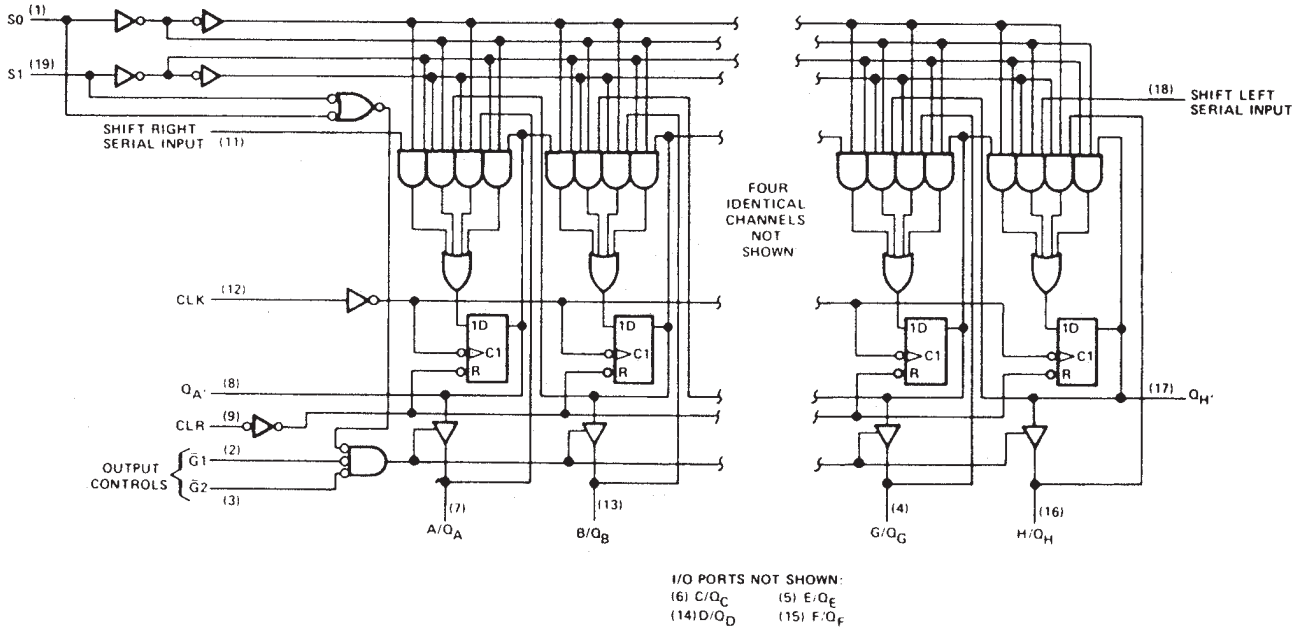 S0 (1)
S1 (19)
(18) SHIFT LEFT
SERIAL INPUT
SHIFT RIGHT
SERIAL INPUT (11)
FOUR
IDENTICAL
CHANNELS
NOT
SHOWN
CLK (12)
1D
C1
R
1D
C1
R
1D
C1
R
1D
C1
R
QA' (8)
(17) QH'
CLR (9)
OUTPUT
CONTROLS
G̅1 (2)
G̅2
(3)
(7)
A/QA
(13)
B/QB
(4)
G/QG
(16)
H/QH
I/O PORTS NOT SHOWN:
(6) C/QC (5) E/QE
(14) D/QD (15) F/QF